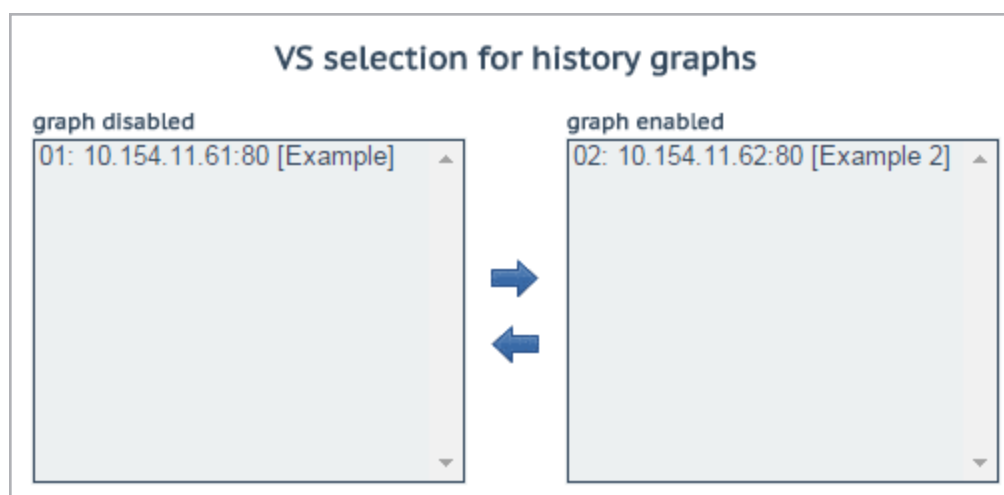 VS selection for history graphs
graph disabled
01: 10.154.11.61:80 [Example]
graph enabled
02: 10.154.11.62:80 [Example 2]